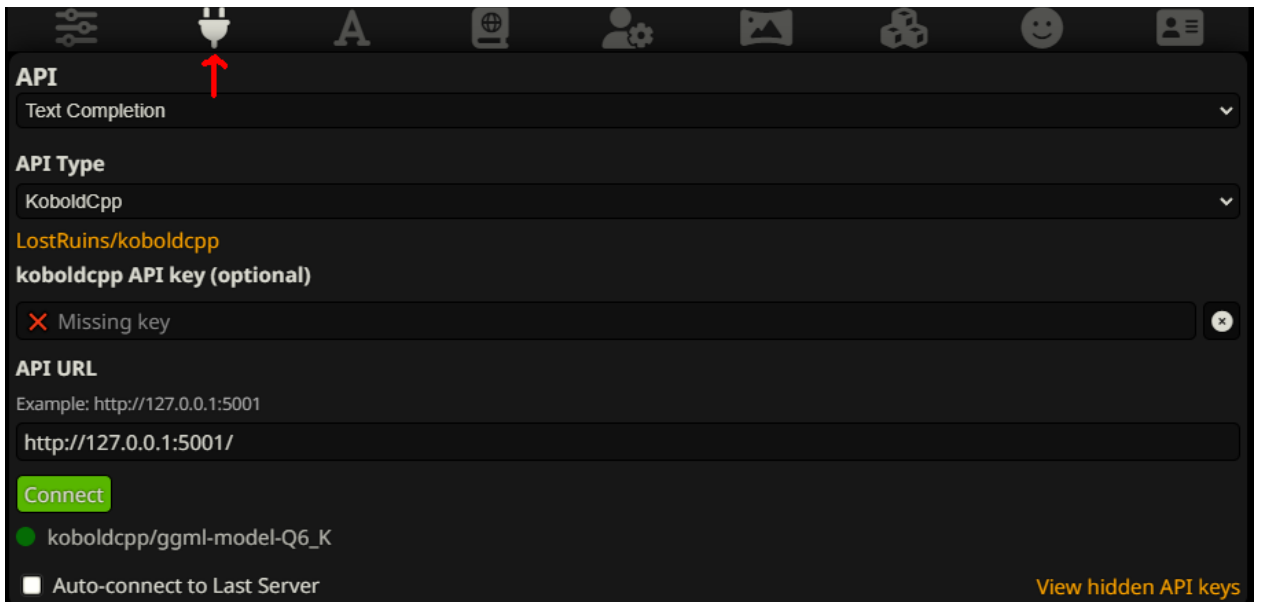 API
Text Completion
API Type
KoboldCpp
LostRuins/koboldcpp
koboldcpp API key (optional)
Missing key
API URL
Example: http://127.0.0.1:5001
http://127.0.0.1:5001/
Connect
koboldcpp/ggml-model-Q6_K
Auto-connect to Last Server
View hidden API keys